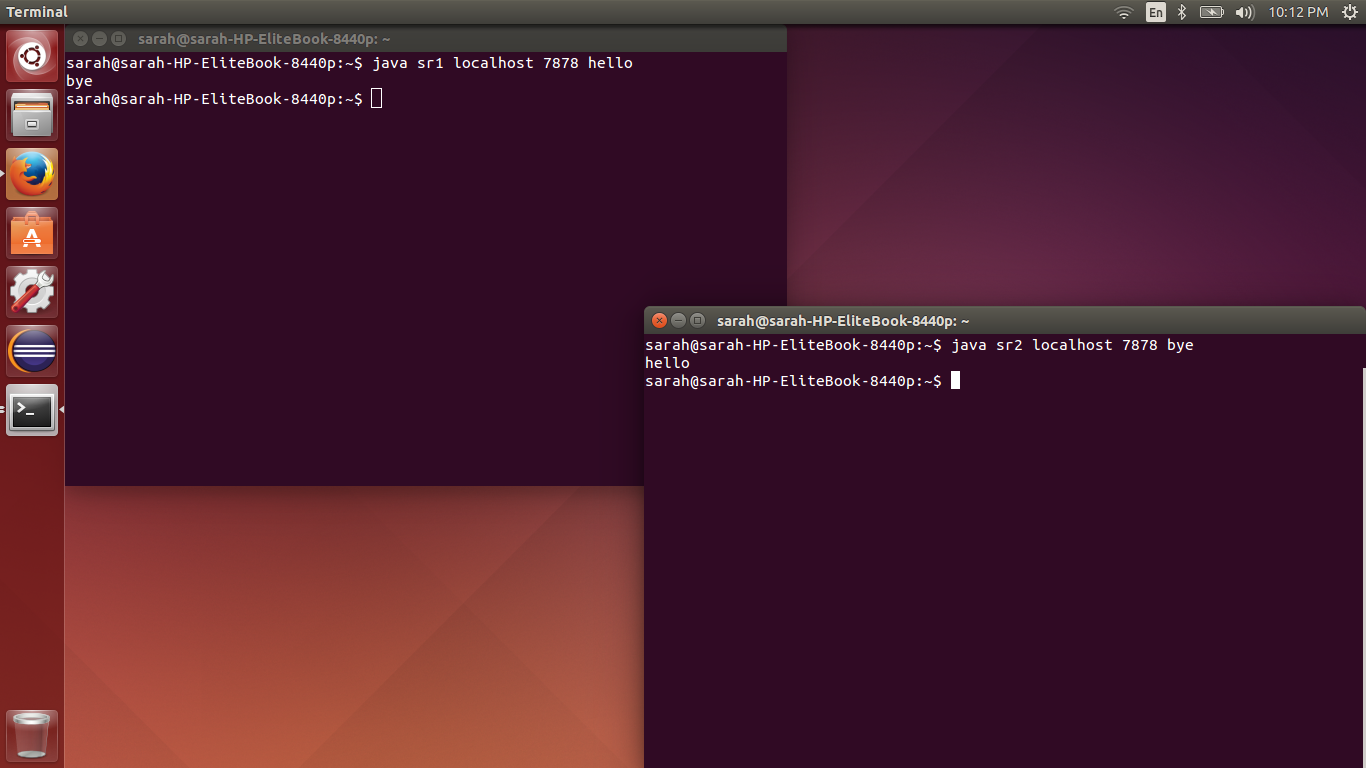 Terminal
En
10:12 PM
sarah@sarah-HP-EliteBook-8440p: ~
sarah@sarah-HP-EliteBook-8440p:~$ java sr1 localhost 7878 hello
bye
sarah@sarah-HP-EliteBook-8440p:~$
sarah@sarah-HP-EliteBook-8440p: ~
sarah@sarah-HP-EliteBook-8440p:~$ java sr2 localhost 7878 bye
hello
sarah@sarah-HP-EliteBook-8440p:~$